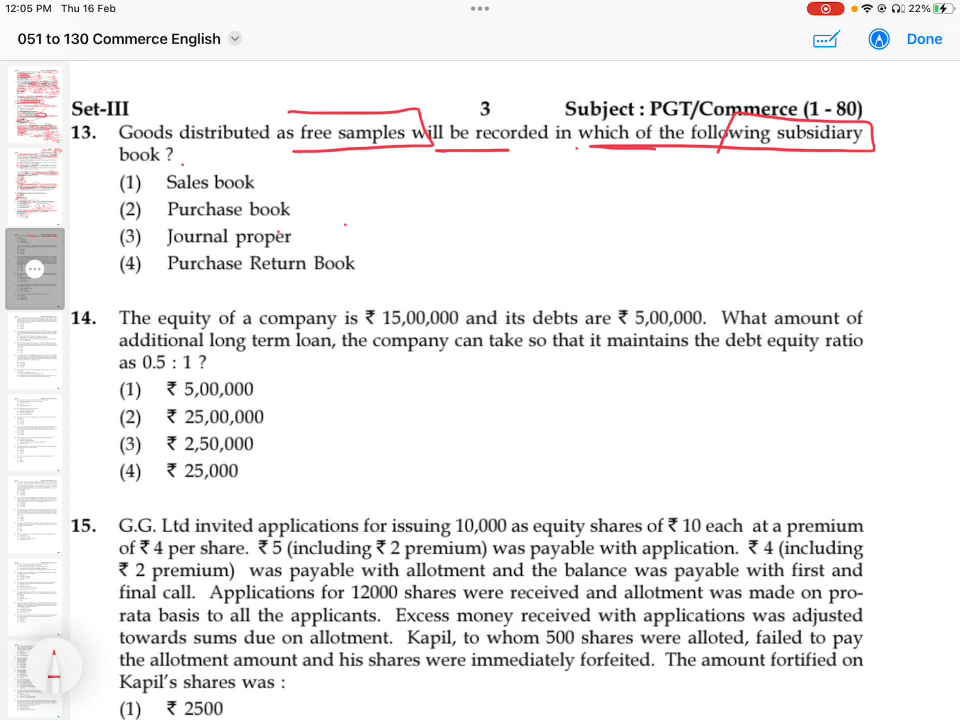 12:05 PM Thu 16 Feb
22%
051 to 130 Commerce English
Done
Set-III 3 Subject : PGT/Commerce (1 - 80)
13. Goods distributed as free samples will be recorded in which of the following subsidiary
book ?
(1) Sales book
(2) Purchase book
(3) Journal proper
(4) Purchase Return Book
14. The equity of a company is ₹ 15,00,000 and its debts are ₹ 5,00,000. What amount of
additional long term loan, the company can take so that it maintains the debt equity ratio
as 0.5 : 1 ?
(1) ₹ 5,00,000
(2) ₹ 25,00,000
(3) ₹ 2,50,000
(4) ₹ 25,000
15. G.G. Ltd invited applications for issuing 10,000 as equity shares of ₹ 10 each at a premium
of ₹ 4 per share. ₹ 5 (including ₹ 2 premium) was payable with application. ₹ 4 (including
₹ 2 premium) was payable with allotment and the balance was payable with first and
final call. Applications for 12000 shares were received and allotment was made on pro-
rata basis to all the applicants. Excess money received with applications was adjusted
towards sums due on allotment. Kapil, to whom 500 shares were alloted, failed to pay
the allotment amount and his shares were immediately forfeited. The amount fortified on
Kapil's shares was :
(1) ₹ 2500